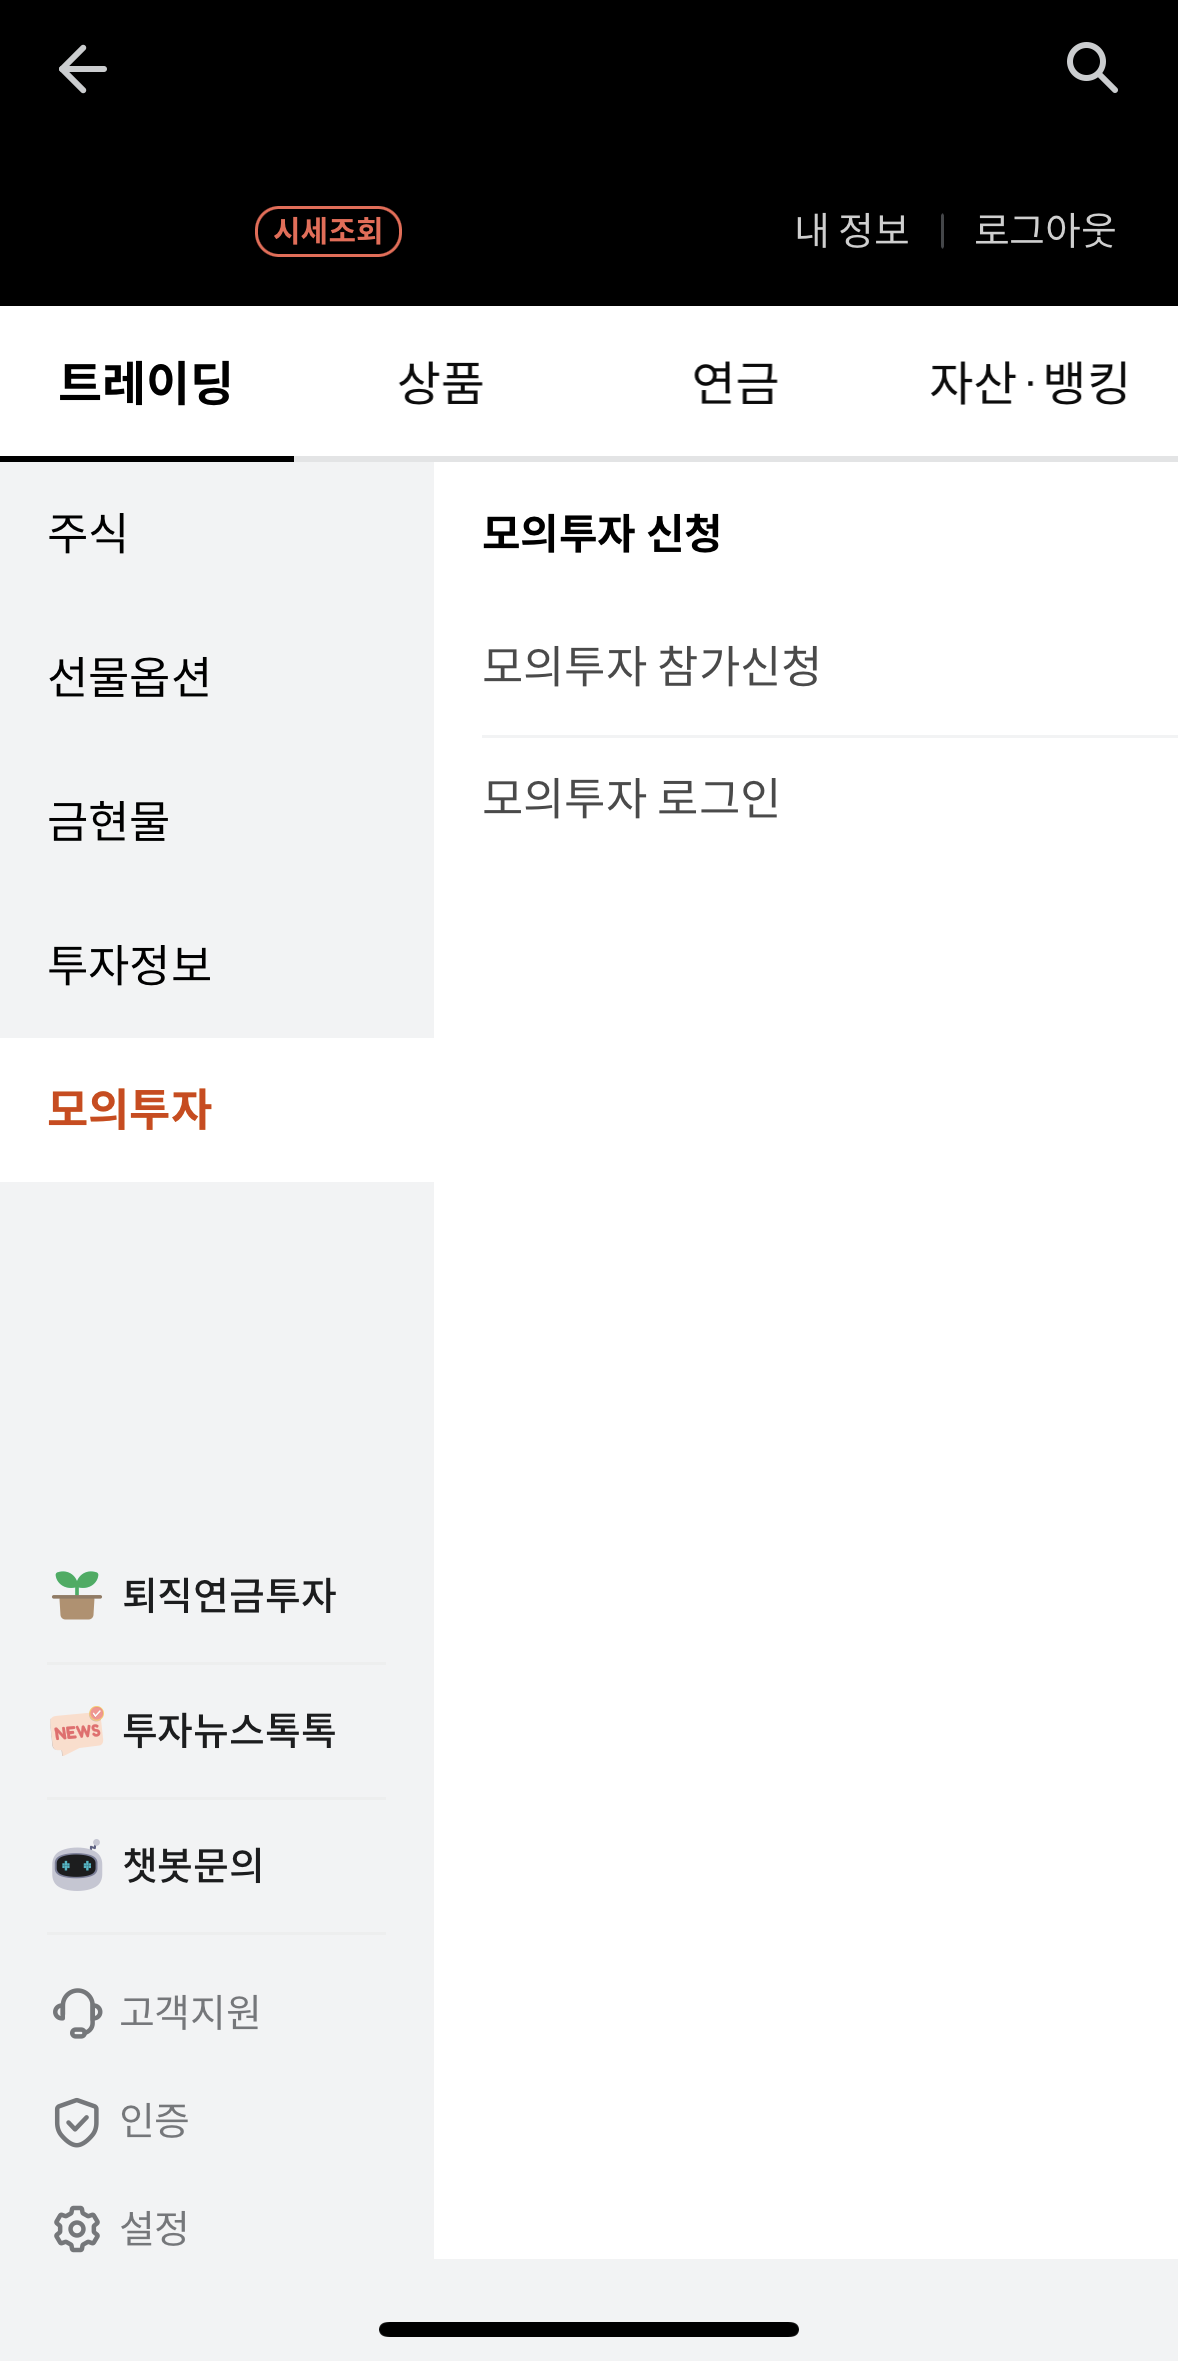 시세조회
내 정보 | 로그아웃
트레이딩 상품 연금 자산·뱅킹
주식
선물옵션
금현물
투자정보
모의투자
모의투자 신청
모의투자 참가신청
모의투자 로그인
퇴직연금투자
NEWS 투자뉴스톡톡
챗봇문의
고객지원
인증
설정